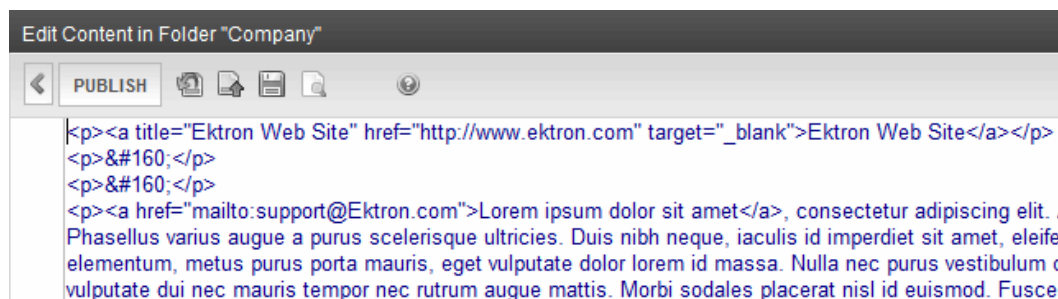 Edit Content in Folder "Company"
PUBLISH
<p><a title="Ektron Web Site" href="http://www.ektron.com" target="_blank">Ektron Web Site</a></p>
<p>&#160;</p>
<p>&#160;</p>
<p><a href="mailto:support@Ektron.com">Lorem ipsum dolor sit amet</a>, consectetur adipiscing elit.
Phasellus varius augue a purus scelerisque ultricies. Duis nibh neque, iaculis id imperdiet sit amet, eleife
elementum, metus purus porta mauris, eget vulputate dolor lorem id massa. Nulla nec purus vestibulum
vulputate dui nec mauris tempor nec rutrum augue mattis. Morbi sodales placerat nisl id euismod. Fusce